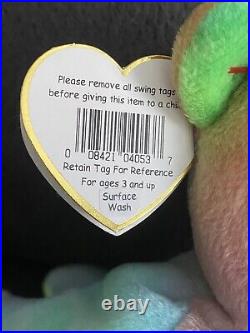 Please remove all swing tags
before giving this item to a
0 08421 04053 7
Retain Tag For Reference
For ages 3 and up
Surface
Wash